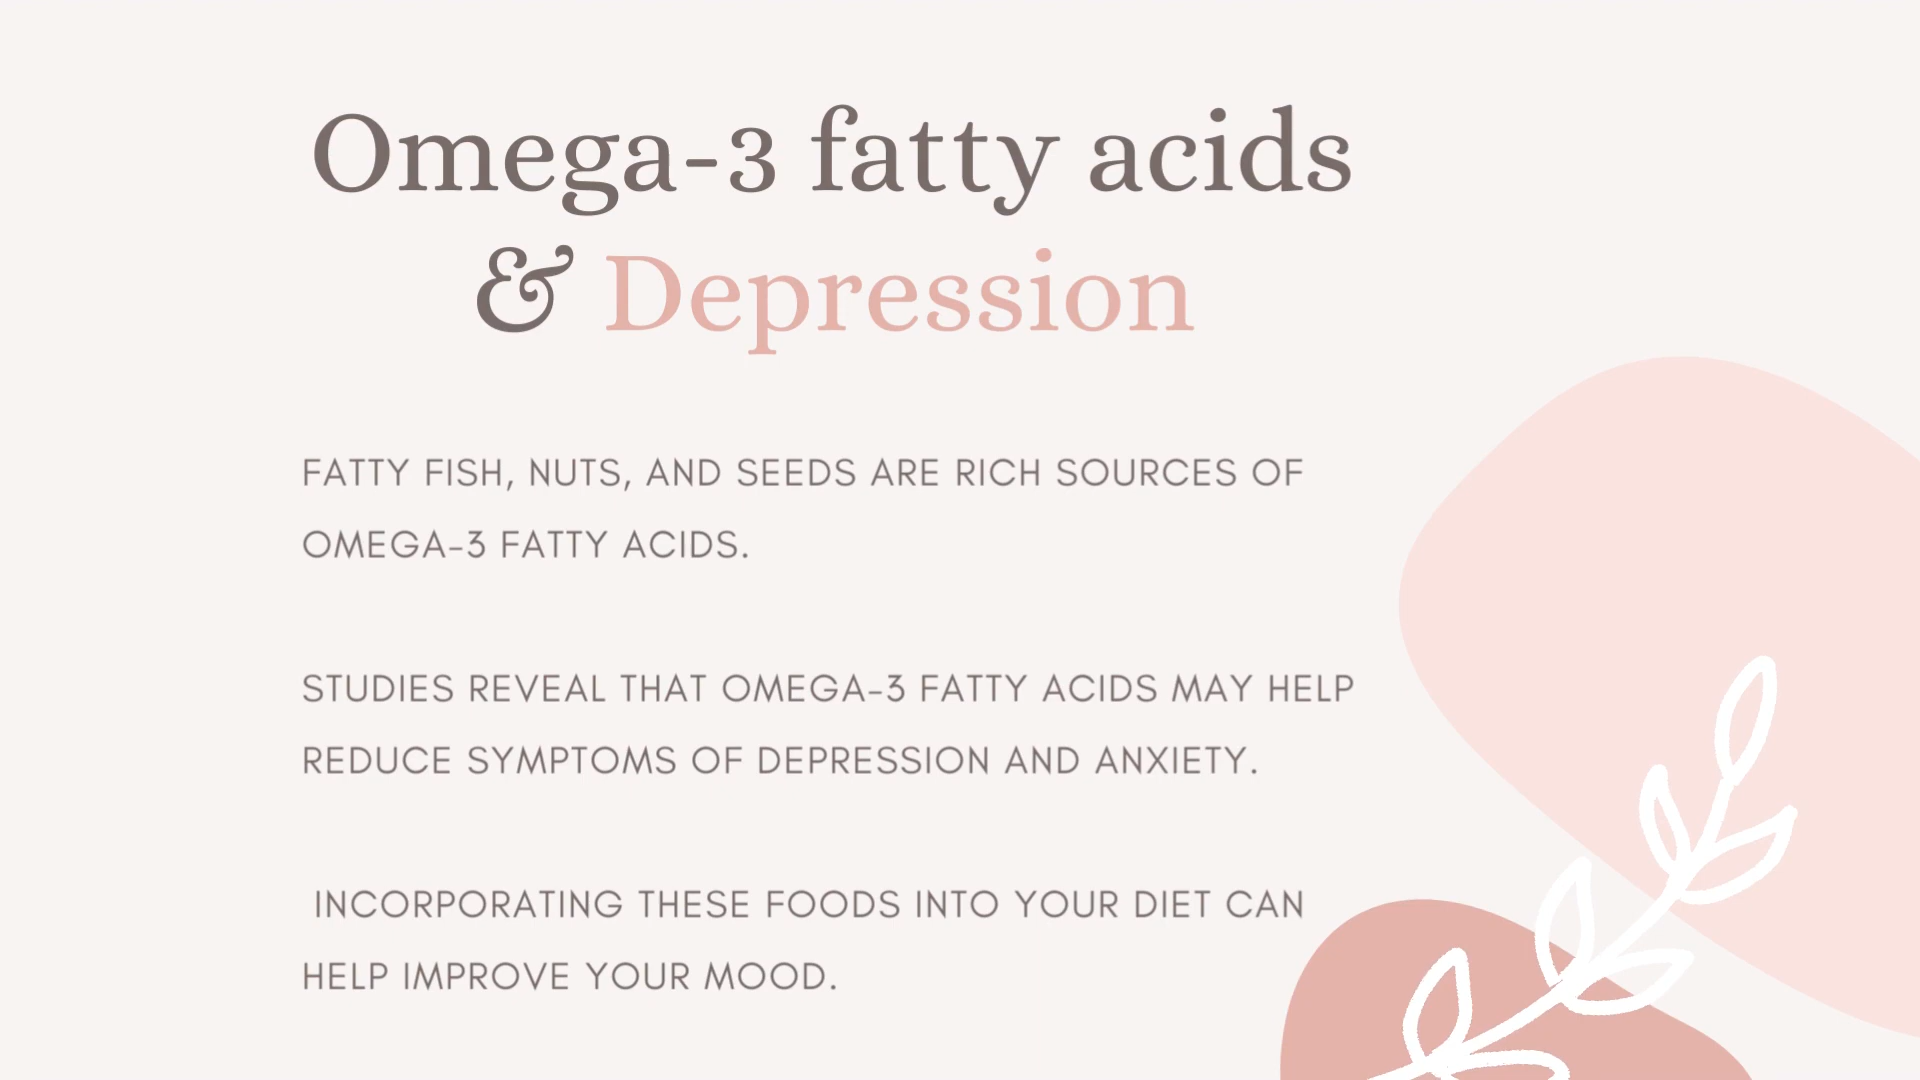 Omega-3 fatty acids
& Depression
FATTY FISH, NUTS, AND SEEDS ARE RICH SOURCES OF
OMEGA-3 FATTY ACIDS.
STUDIES REVEAL THAT OMEGA-3 FATTY ACIDS MAY HELP
REDUCE SYMPTOMS OF DEPRESSION AND ANXIETY.
INCORPORATING THESE FOODS INTO YOUR DIET CAN
HELP IMPROVE YOUR MOOD.